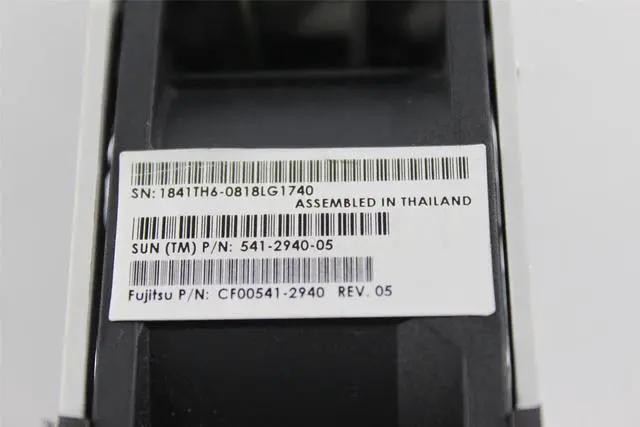 SN: 1841TH6-0818LG1740
ASSEMBLED IN THAILAND
SUN (TM) P/N: 541-2940-05
Fujitsu P/N: CF00541-2940 REV. 05